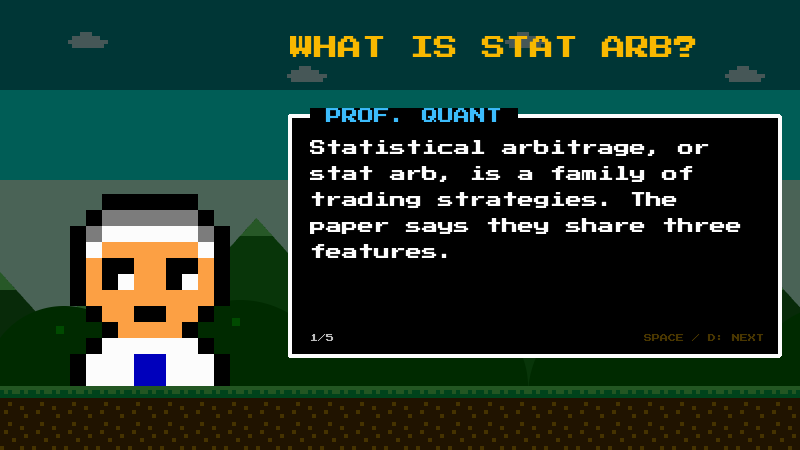 WHAT IS STAT ARB?
PROF. QUANT
Statistical arbitrage, or
stat arb, is a family of
trading strategies. The
paper says they share three
features.
1/5
SPACE / D: NEXT